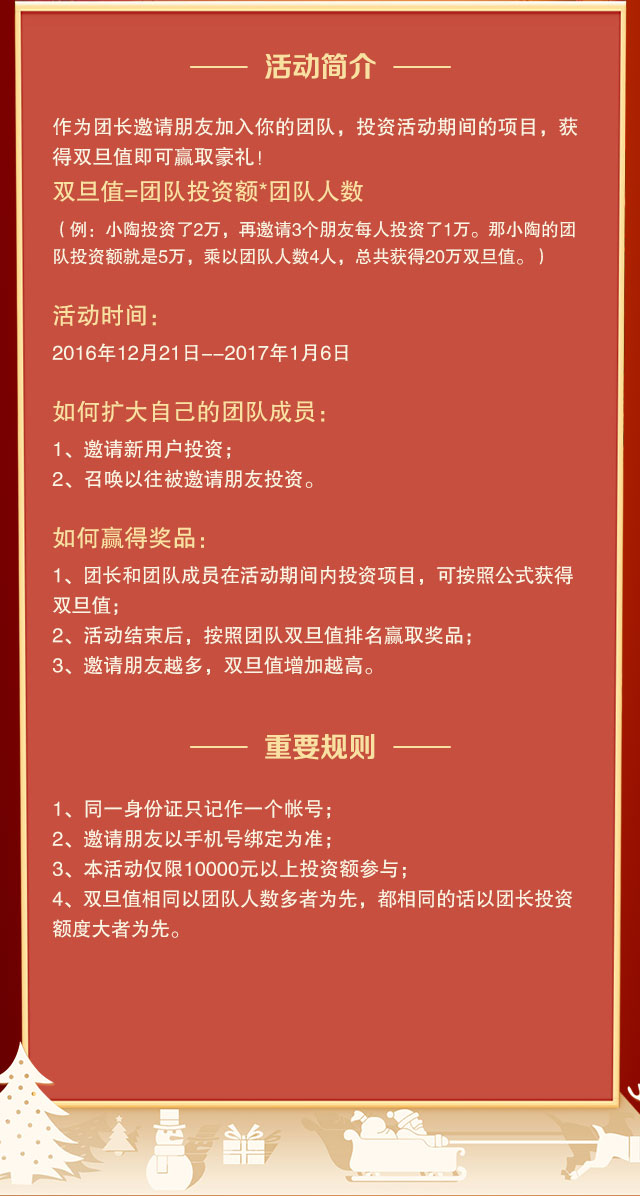 活动简介
作为团长邀请朋友加入你的团队，投资活动期间的项目，获
得双旦值即可赢取豪礼！
双旦值=团队投资额*团队人数
（例：小陶投资了2万，再邀请3个朋友每人投资了1万。那小陶的团
队投资额就是5万，乘以团队人数4人，总共获得20万双旦值。）
活动时间：
2016年12月21日--2017年1月6日
如何扩大自己的团队成员：
1、邀请新用户投资；
2、召唤以往被邀请朋友投资。
如何赢得奖品：
1、团长和团队成员在活动期间内投资项目，可按照公式获得
双旦值；
2、活动结束后，按照团队双旦值排名赢取奖品；
3、邀请朋友越多，双旦值增加越高。
重要规则
1、同一身份证只记作一个帐号；
2、邀请朋友以手机号绑定为准；
3、本活动仅限10000元以上投资额参与；
4、双旦值相同以团队人数多者为先，都相同的话以团长投资
额度大者为先。